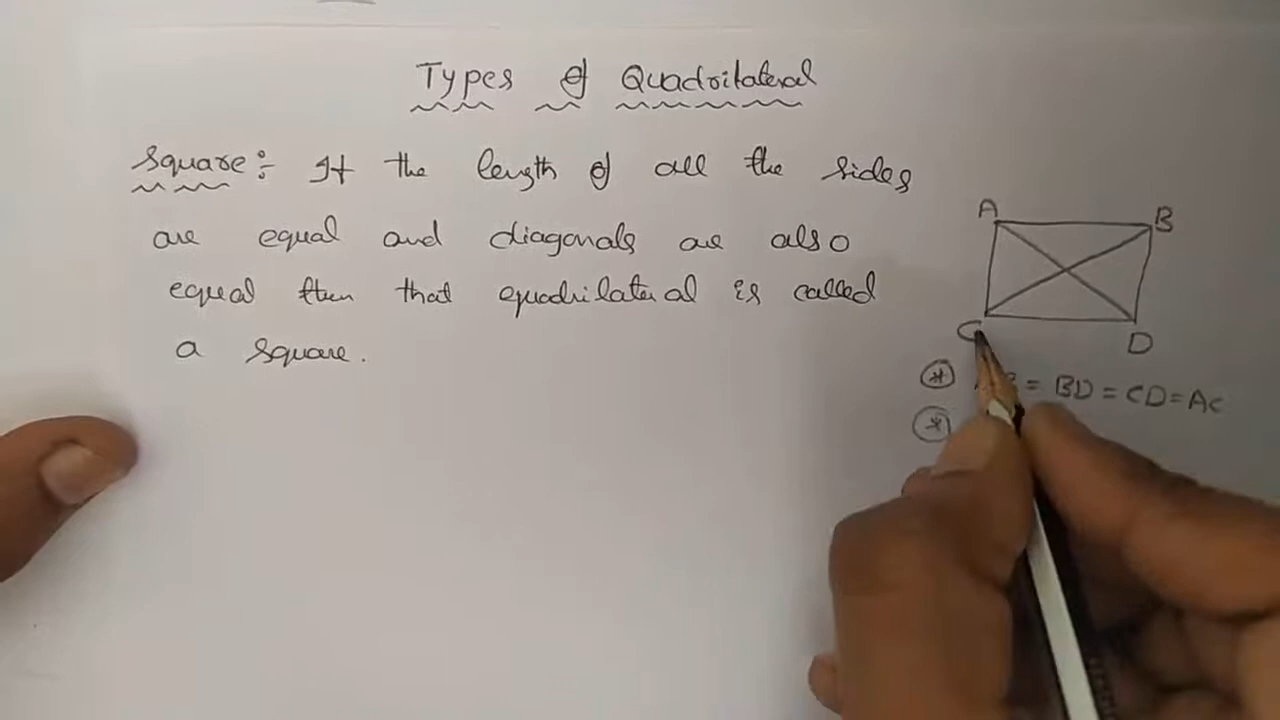 Types of Quadrilateral
Square:- If the length of all the sides
are equal and diagonals are also
equal then that quadrilateral is called
a square.
A B
C D
* = BD = CD = AC
*